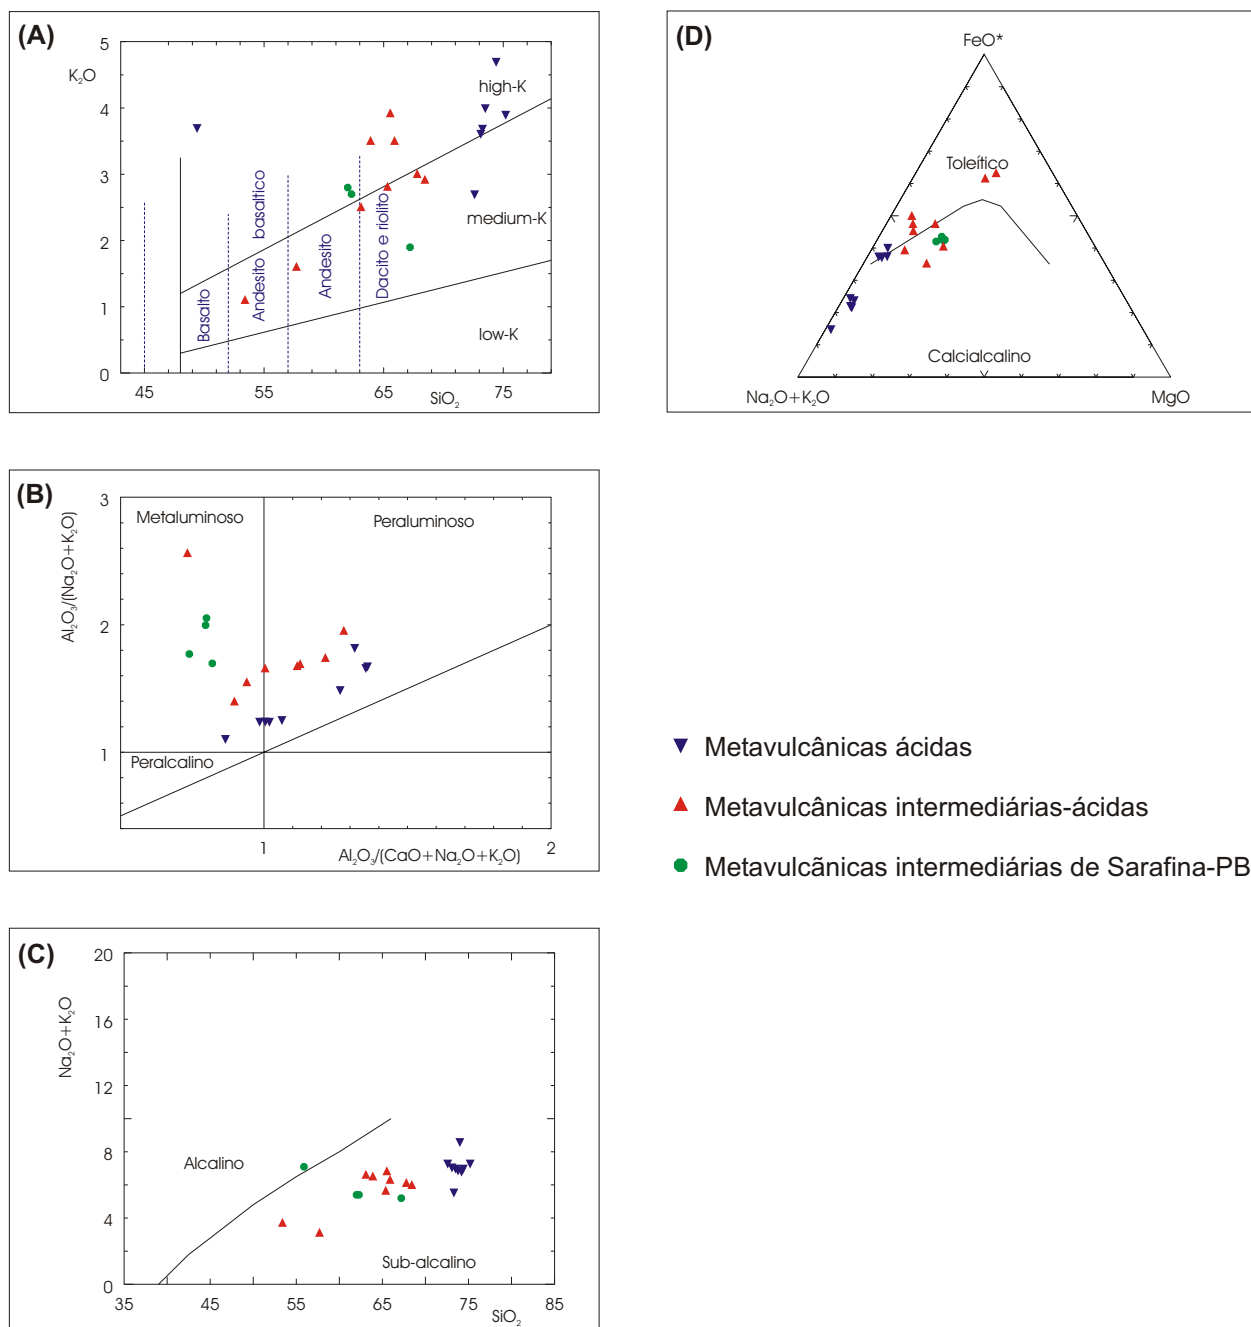 (A)
5
K₂O
4
3
2
1
0
high-K
medium-K
low-K
Basalto
Andesito basaltico
Andesito
Dacito e riolito
45
55
65
75
SiO₂
(D)
FeO*
Toleítico
Calcialcalino
Na₂O+K₂O
MgO
(B)
3
Al₂O₃/(Na₂O+K₂O)
2
1
Metaluminoso
Peraluminoso
Peralcalino
1
Al₂O₃/(CaO+Na₂O+K₂O)
2
Metavulcânicas ácidas
Metavulcânicas intermediárias-ácidas
Metavulcãnicas intermediárias de Sarafina-PB
(C)
20
Na₂O+K₂O
16
12
8
4
0
Alcalino
Sub-alcalino
35
45
55
65
75
85
SiO₂